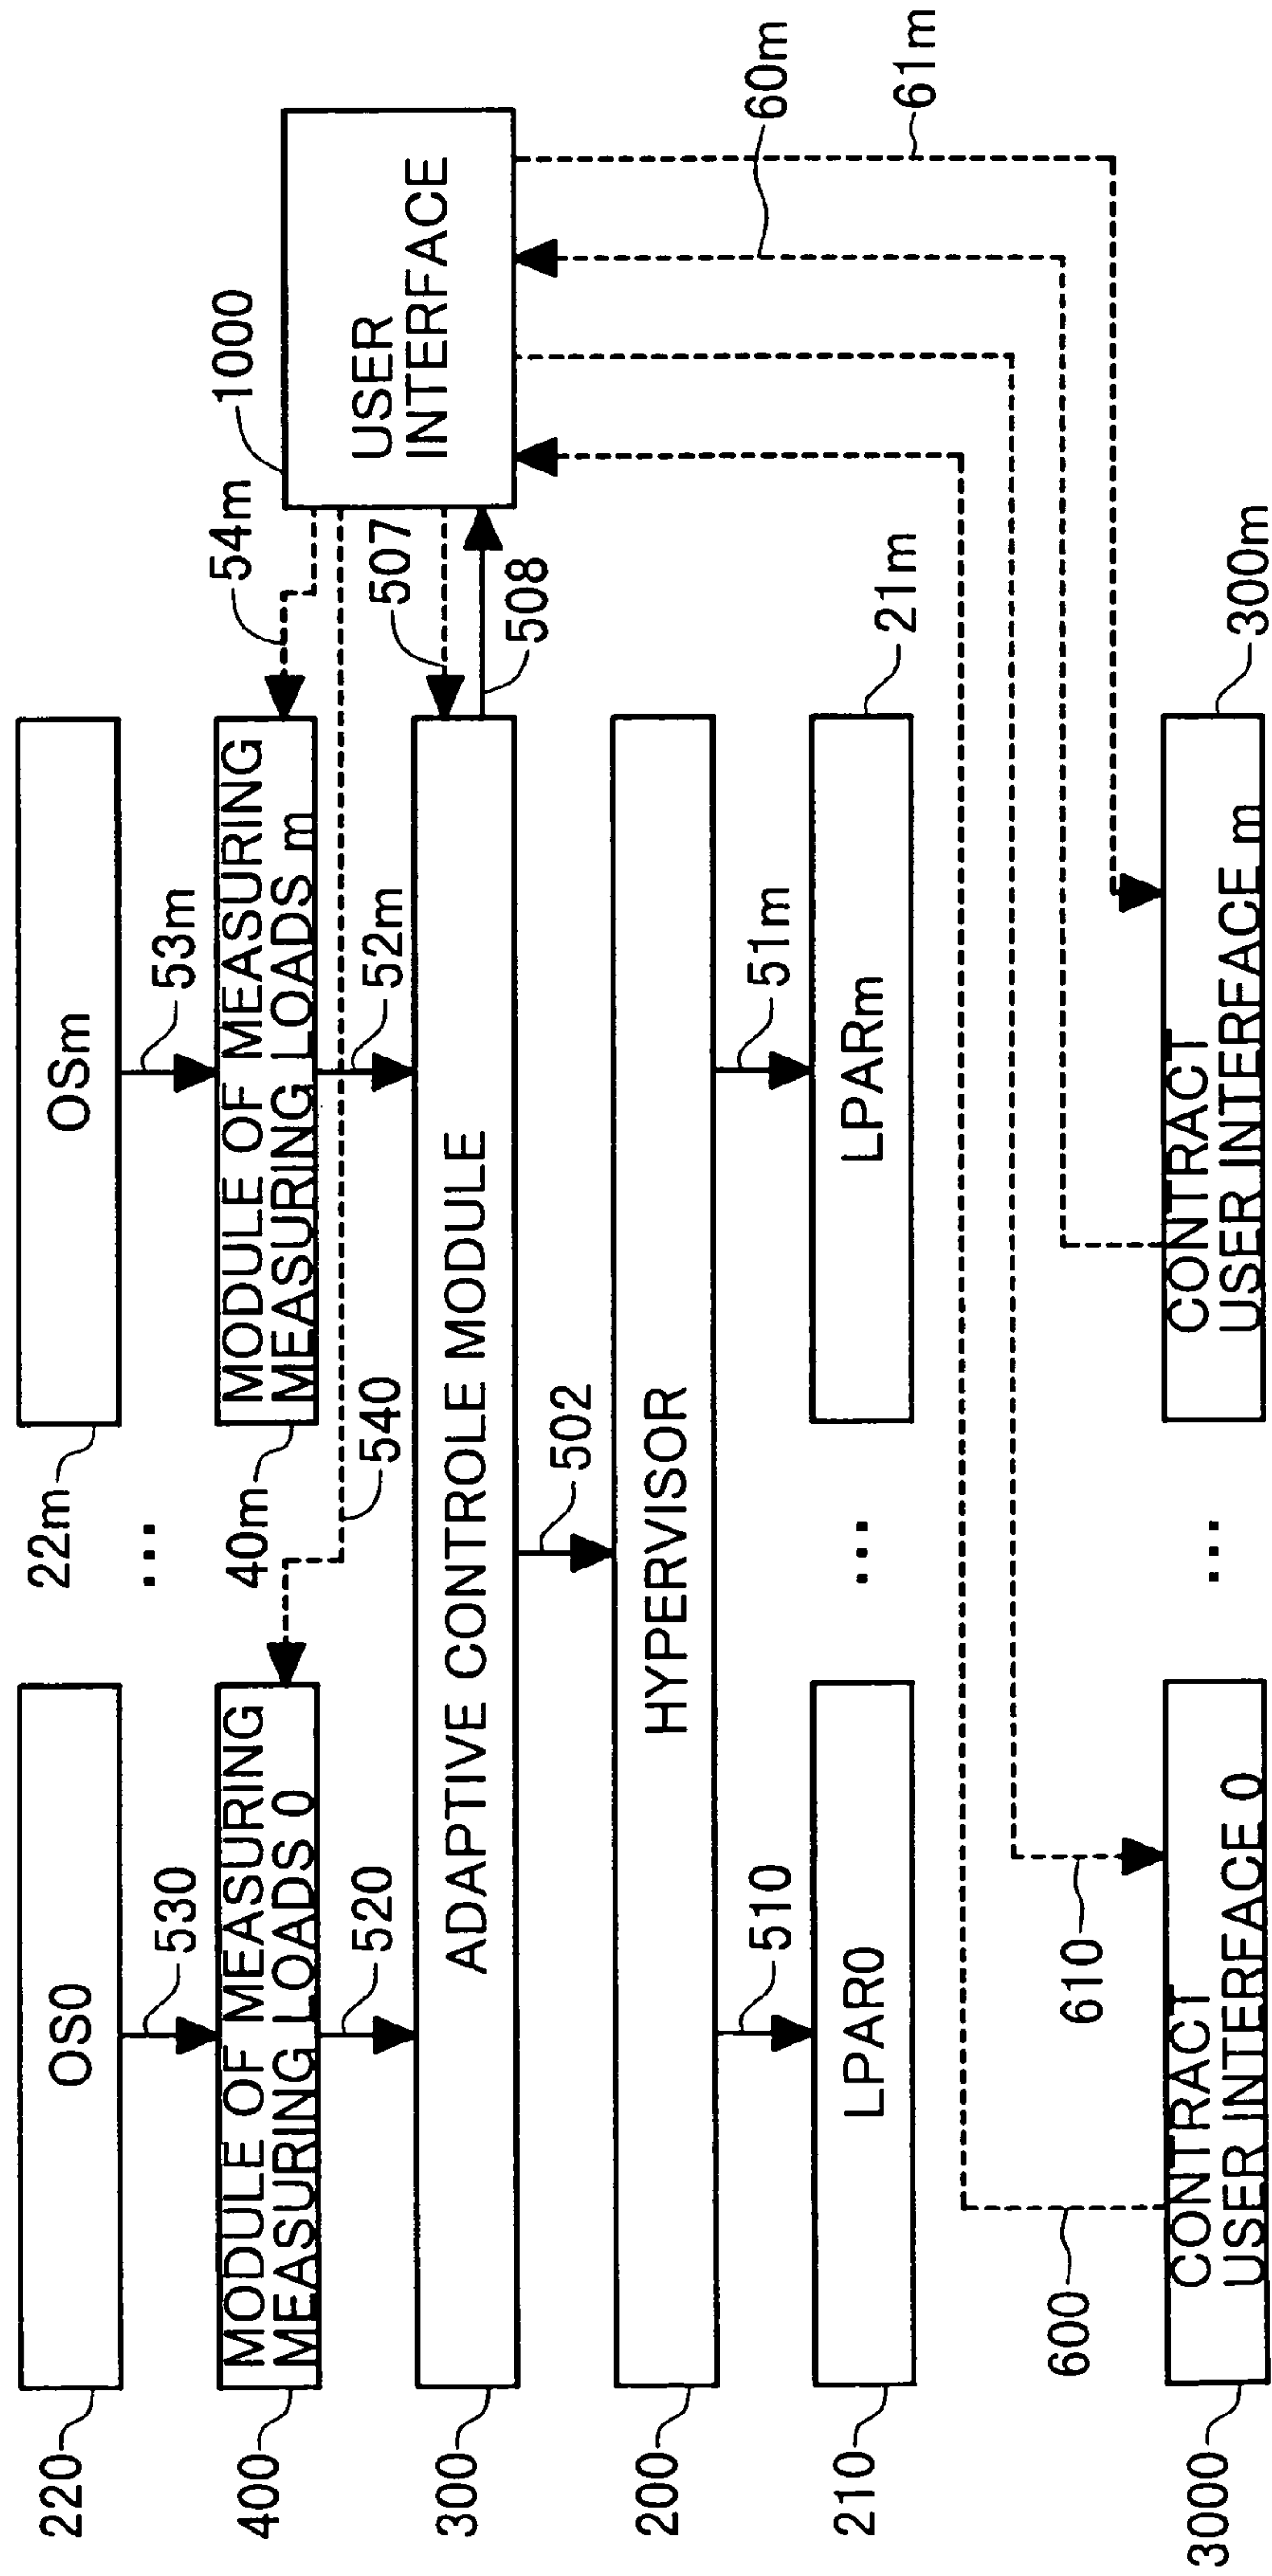 220
OS0
530
22m
OSm
53m
...
400
MODULE OF MEASURING
MEASURING LOADS 0
520
40m
MODULE OF MEASURING
MEASURING LOADS m
52m
540
54m
1000
USER
INTERFACE
507
508
300
ADAPTIVE CONTROLE MODULE
502
200
HYPERVISOR
510
51m
210
LPAR0
...
LPARm
21m
60m
61m
600
610
3000
CONTRACT
USER INTERFACE 0
...
CONTRACT
USER INTERFACE m
300m